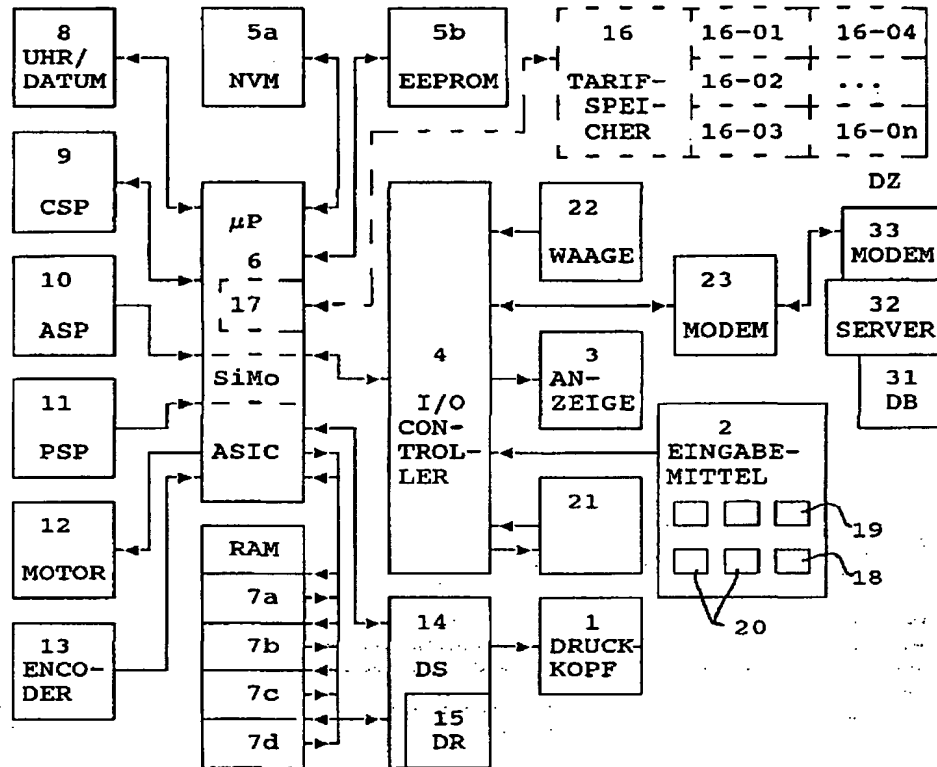 8
UHR/
DATUM
5a
NVM
5b
EEPROM
16
TARIF-
SPEI-
CHER
16-01
16-02
16-03
16-04
...
16-0n
DZ
9
CSP
10
ASP
11
PSP
12
MOTOR
13
ENCO-
DER
µP
6
17
SiMo
ASIC
RAM
7a
7b
7c
7d
4
I/O
CON-
TROL-
LER
22
WAAGE
23
MODEM
33
MODEM
32
SERVER
31
DB
3
AN-
ZEIGE
2
EINGABE-
MITTEL
19
18
20
21
14
DS
15
DR
1
DRUCK-
KOPF